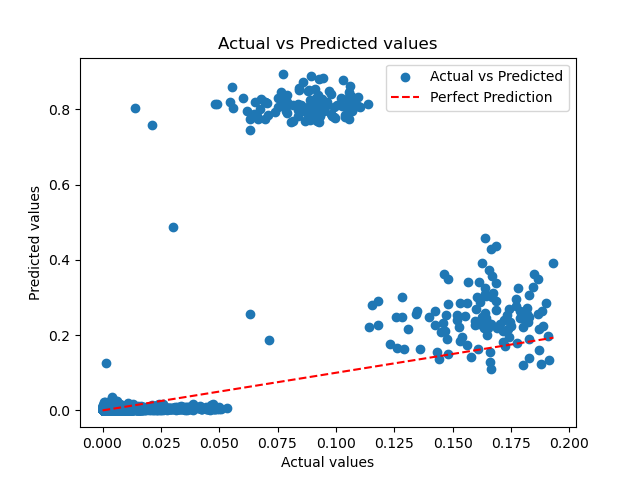 Actual vs Predicted values
Actual vs Predicted
Perfect Prediction
Predicted values
0.8
0.6
0.4
0.2
0.0
0.000 0.025 0.050 0.075 0.100 0.125 0.150 0.175 0.200
Actual values